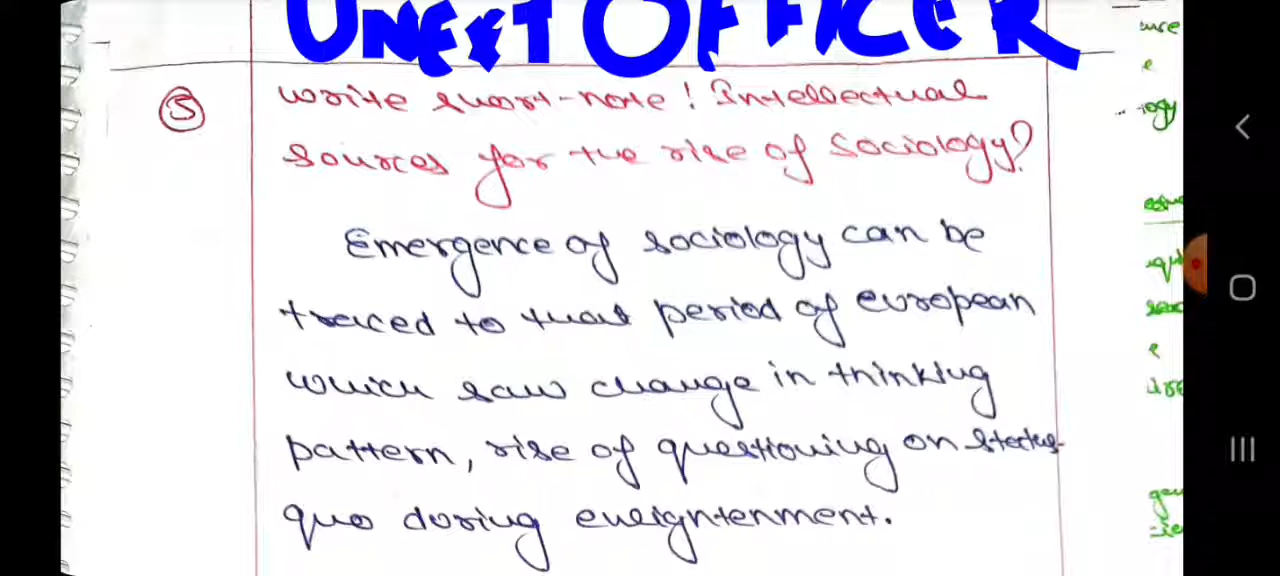 UNEXT OFFICER
5
write short-note! Intellectual
sources for the rise of sociology?
Emergence of sociology can be
traced to that period of european
which saw change in thinking
pattern, rise of questioning on status-
quo during enlightenment.